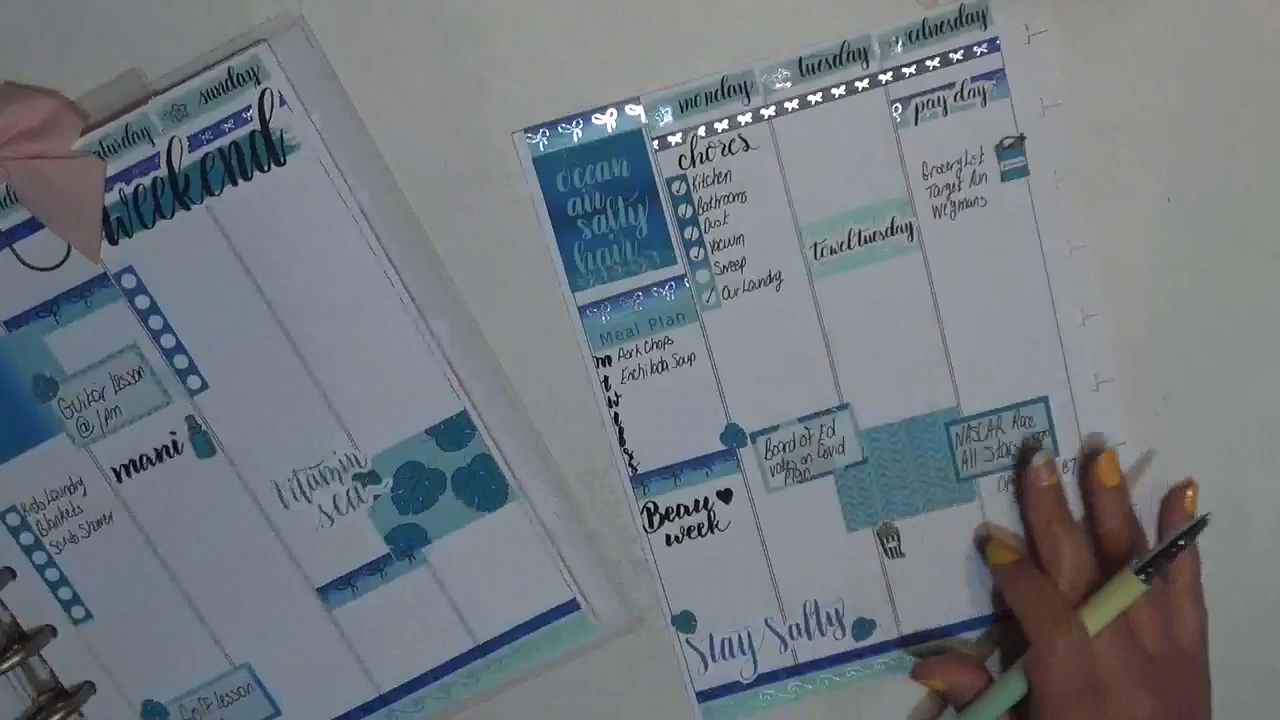 sunday
weekend
Guitar Lesson
@ 1pm
mani
Kids Laundry
Blankets
Scrub Shower
vitamin
sea
Golf Lesson
monday
tuesday
wednesday
ocean
air
salty
hair
chores
Kitchen
Bathrooms
Dust
Vacuum
Sweep
Our Laundry
towel tuesday
pay day
Grocery List
Target Run
Wegmans
Meal Plan
m Pork Chops
t Enchilada Soup
Board of Ed
votes on Covid
Plan
NASCAR Race
All Stars
Beau
week
Stay Salty